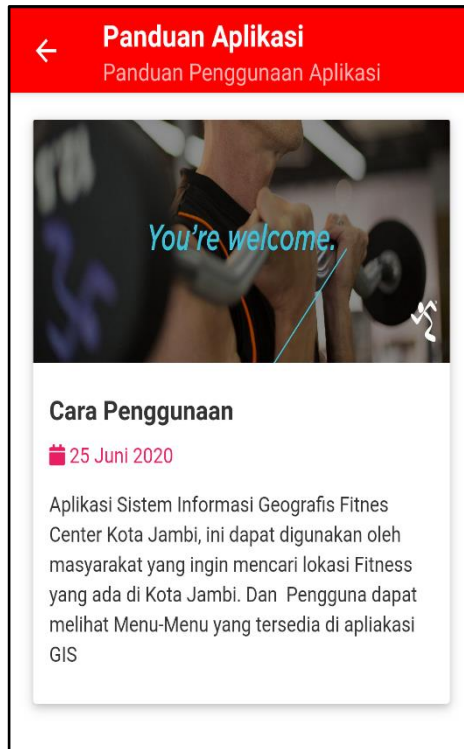 Panduan Aplikasi
Panduan Penggunaan Aplikasi
You're welcome.
Cara Penggunaan
25 Juni 2020
Aplikasi Sistem Informasi Geografis Fitnes
Center Kota Jambi, ini dapat digunakan oleh
masyarakat yang ingin mencari lokasi Fitness
yang ada di Kota Jambi. Dan Pengguna dapat
melihat Menu-Menu yang tersedia di apliakasi
GIS